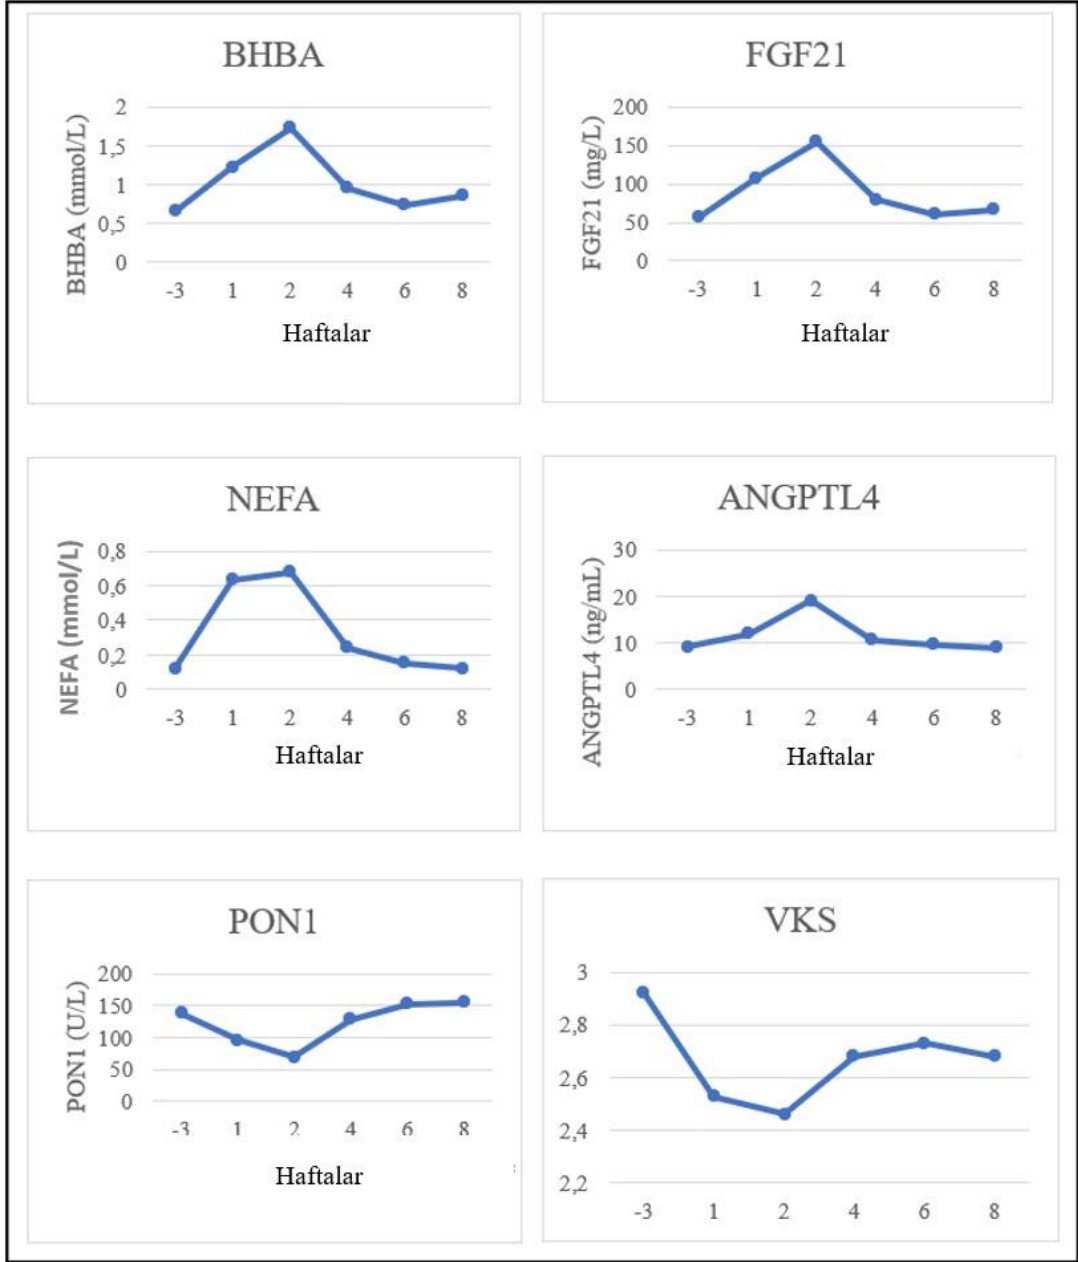 BHBA
BHBA (mmol/L)
2
1,5
1
0,5
0
-3 1 2 4 6 8
Haftalar
FGF21
FGF21 (mg/L)
200
150
100
50
0
-3 1 2 4 6 8
Haftalar
NEFA
NEFA (mmol/L)
0,8
0,6
0,4
0,2
0
-3 1 2 4 6 8
Haftalar
ANGPTL4
ANGPTL4 (ng/mL)
30
20
10
0
-3 1 2 4 6 8
Haftalar
PON1
PON1 (U/L)
200
150
100
50
0
-3 1 2 4 6 8
Haftalar
VKS
3
2,8
2,6
2,4
2,2
-3 1 2 4 6 8